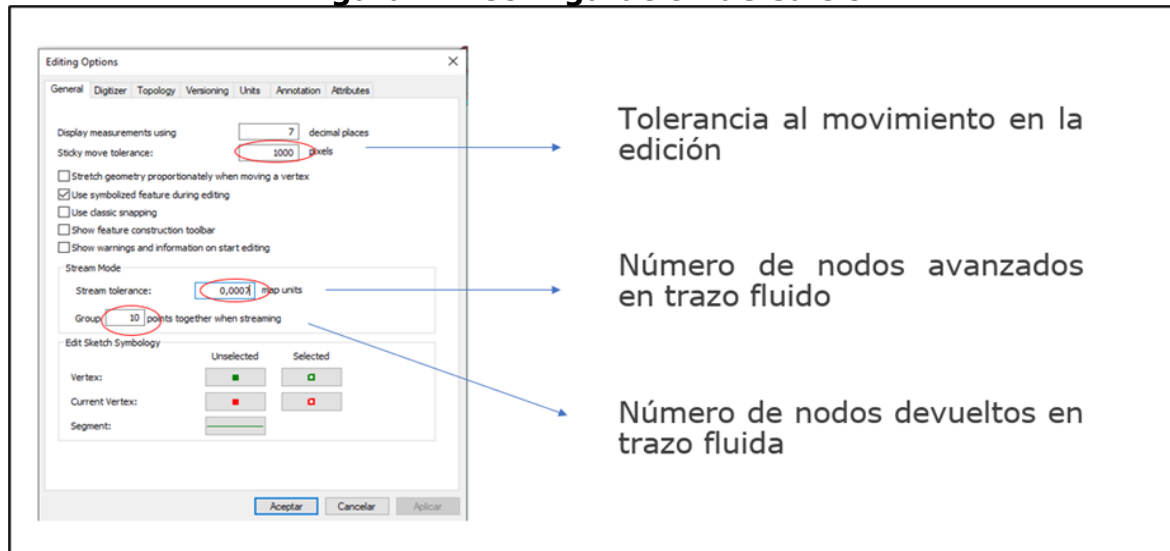 Editing Options
General Digitizer Topology Versioning Units Annotation Attributes
Display measurements using 7 decimal places
Sticky move tolerance: 1000 pixels
Stretch geometry proportionately when moving a vertex
Use symbolized feature during editing
Use classic snapping
Show feature construction toolbar
Show warnings and information on start editing
Stream Mode
Stream tolerance: 0,0007 map units
Group 10 points together when streaming
Edit Sketch Symbology
Unselected Selected
Vertex:
Current Vertex:
Segment:
Aceptar Cancelar Aplicar
Tolerancia al movimiento en la
edición
Número de nodos avanzados
en trazo fluido
Número de nodos devueltos en
trazo fluida